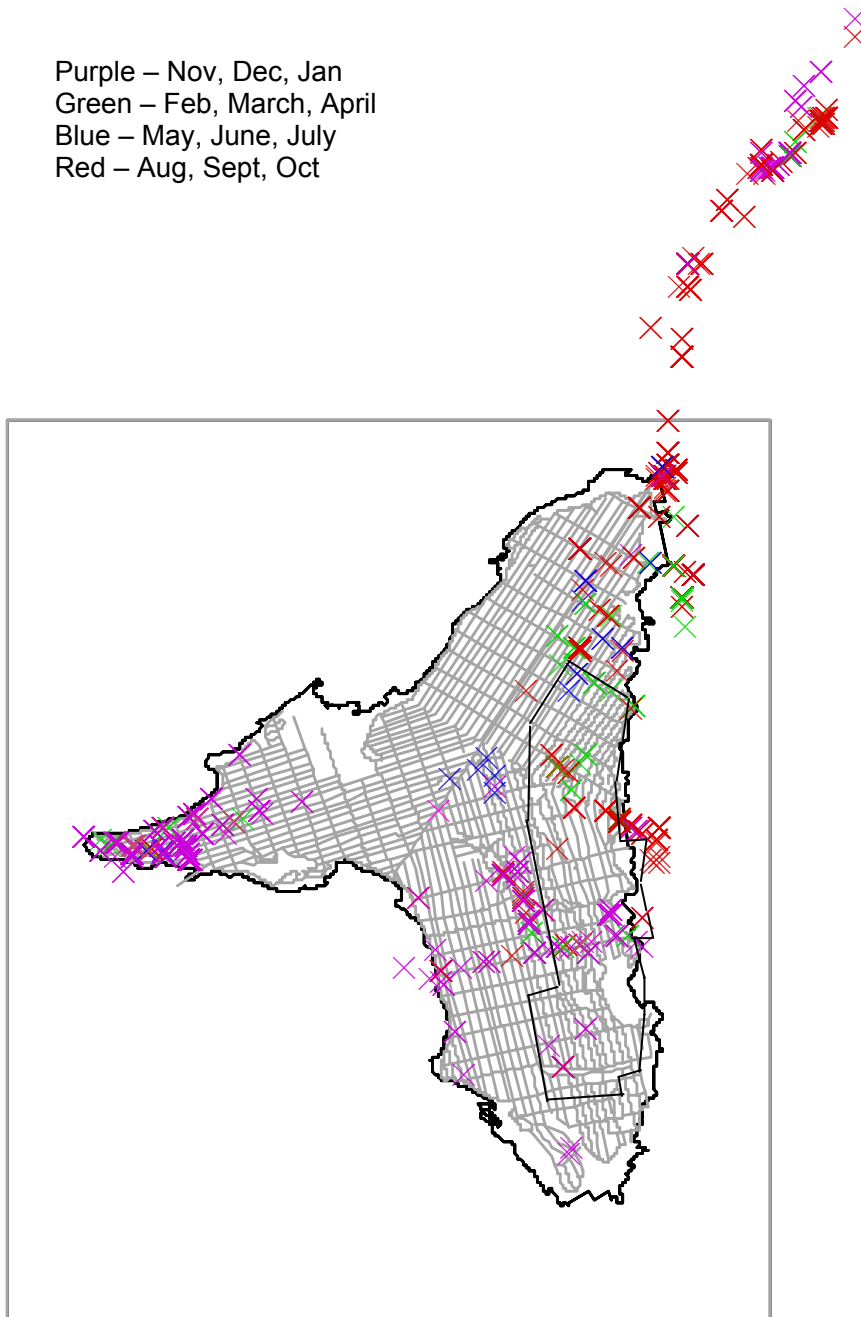 Purple – Nov, Dec, Jan
Green – Feb, March, April
Blue – May, June, July
Red – Aug, Sept, Oct